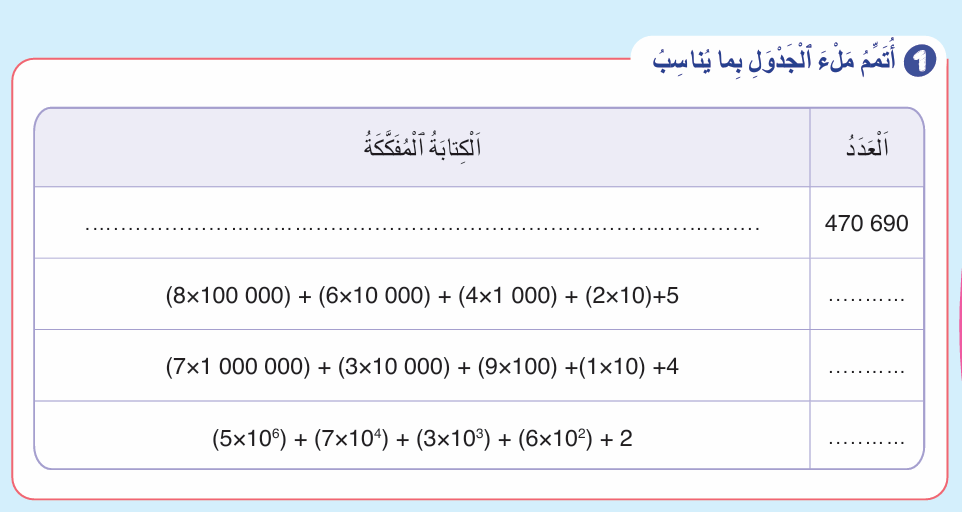 1 أُتَمِّمُ مَلْءَ ٱلْجَدْوَلِ بِما يُناسِبُ
اَلْعَدَدُ	اَلْكِتابَةُ ٱلْمُفَكَّكَةُ
470 690	....................................................................................
...........	(8×100 000) + (6×10 000) + (4×1 000) + (2×10)+5
...........	(7×1 000 000) + (3×10 000) + (9×100) +(1×10) +4
...........	(5×10⁶) + (7×10⁴) + (3×10³) + (6×10²) + 2